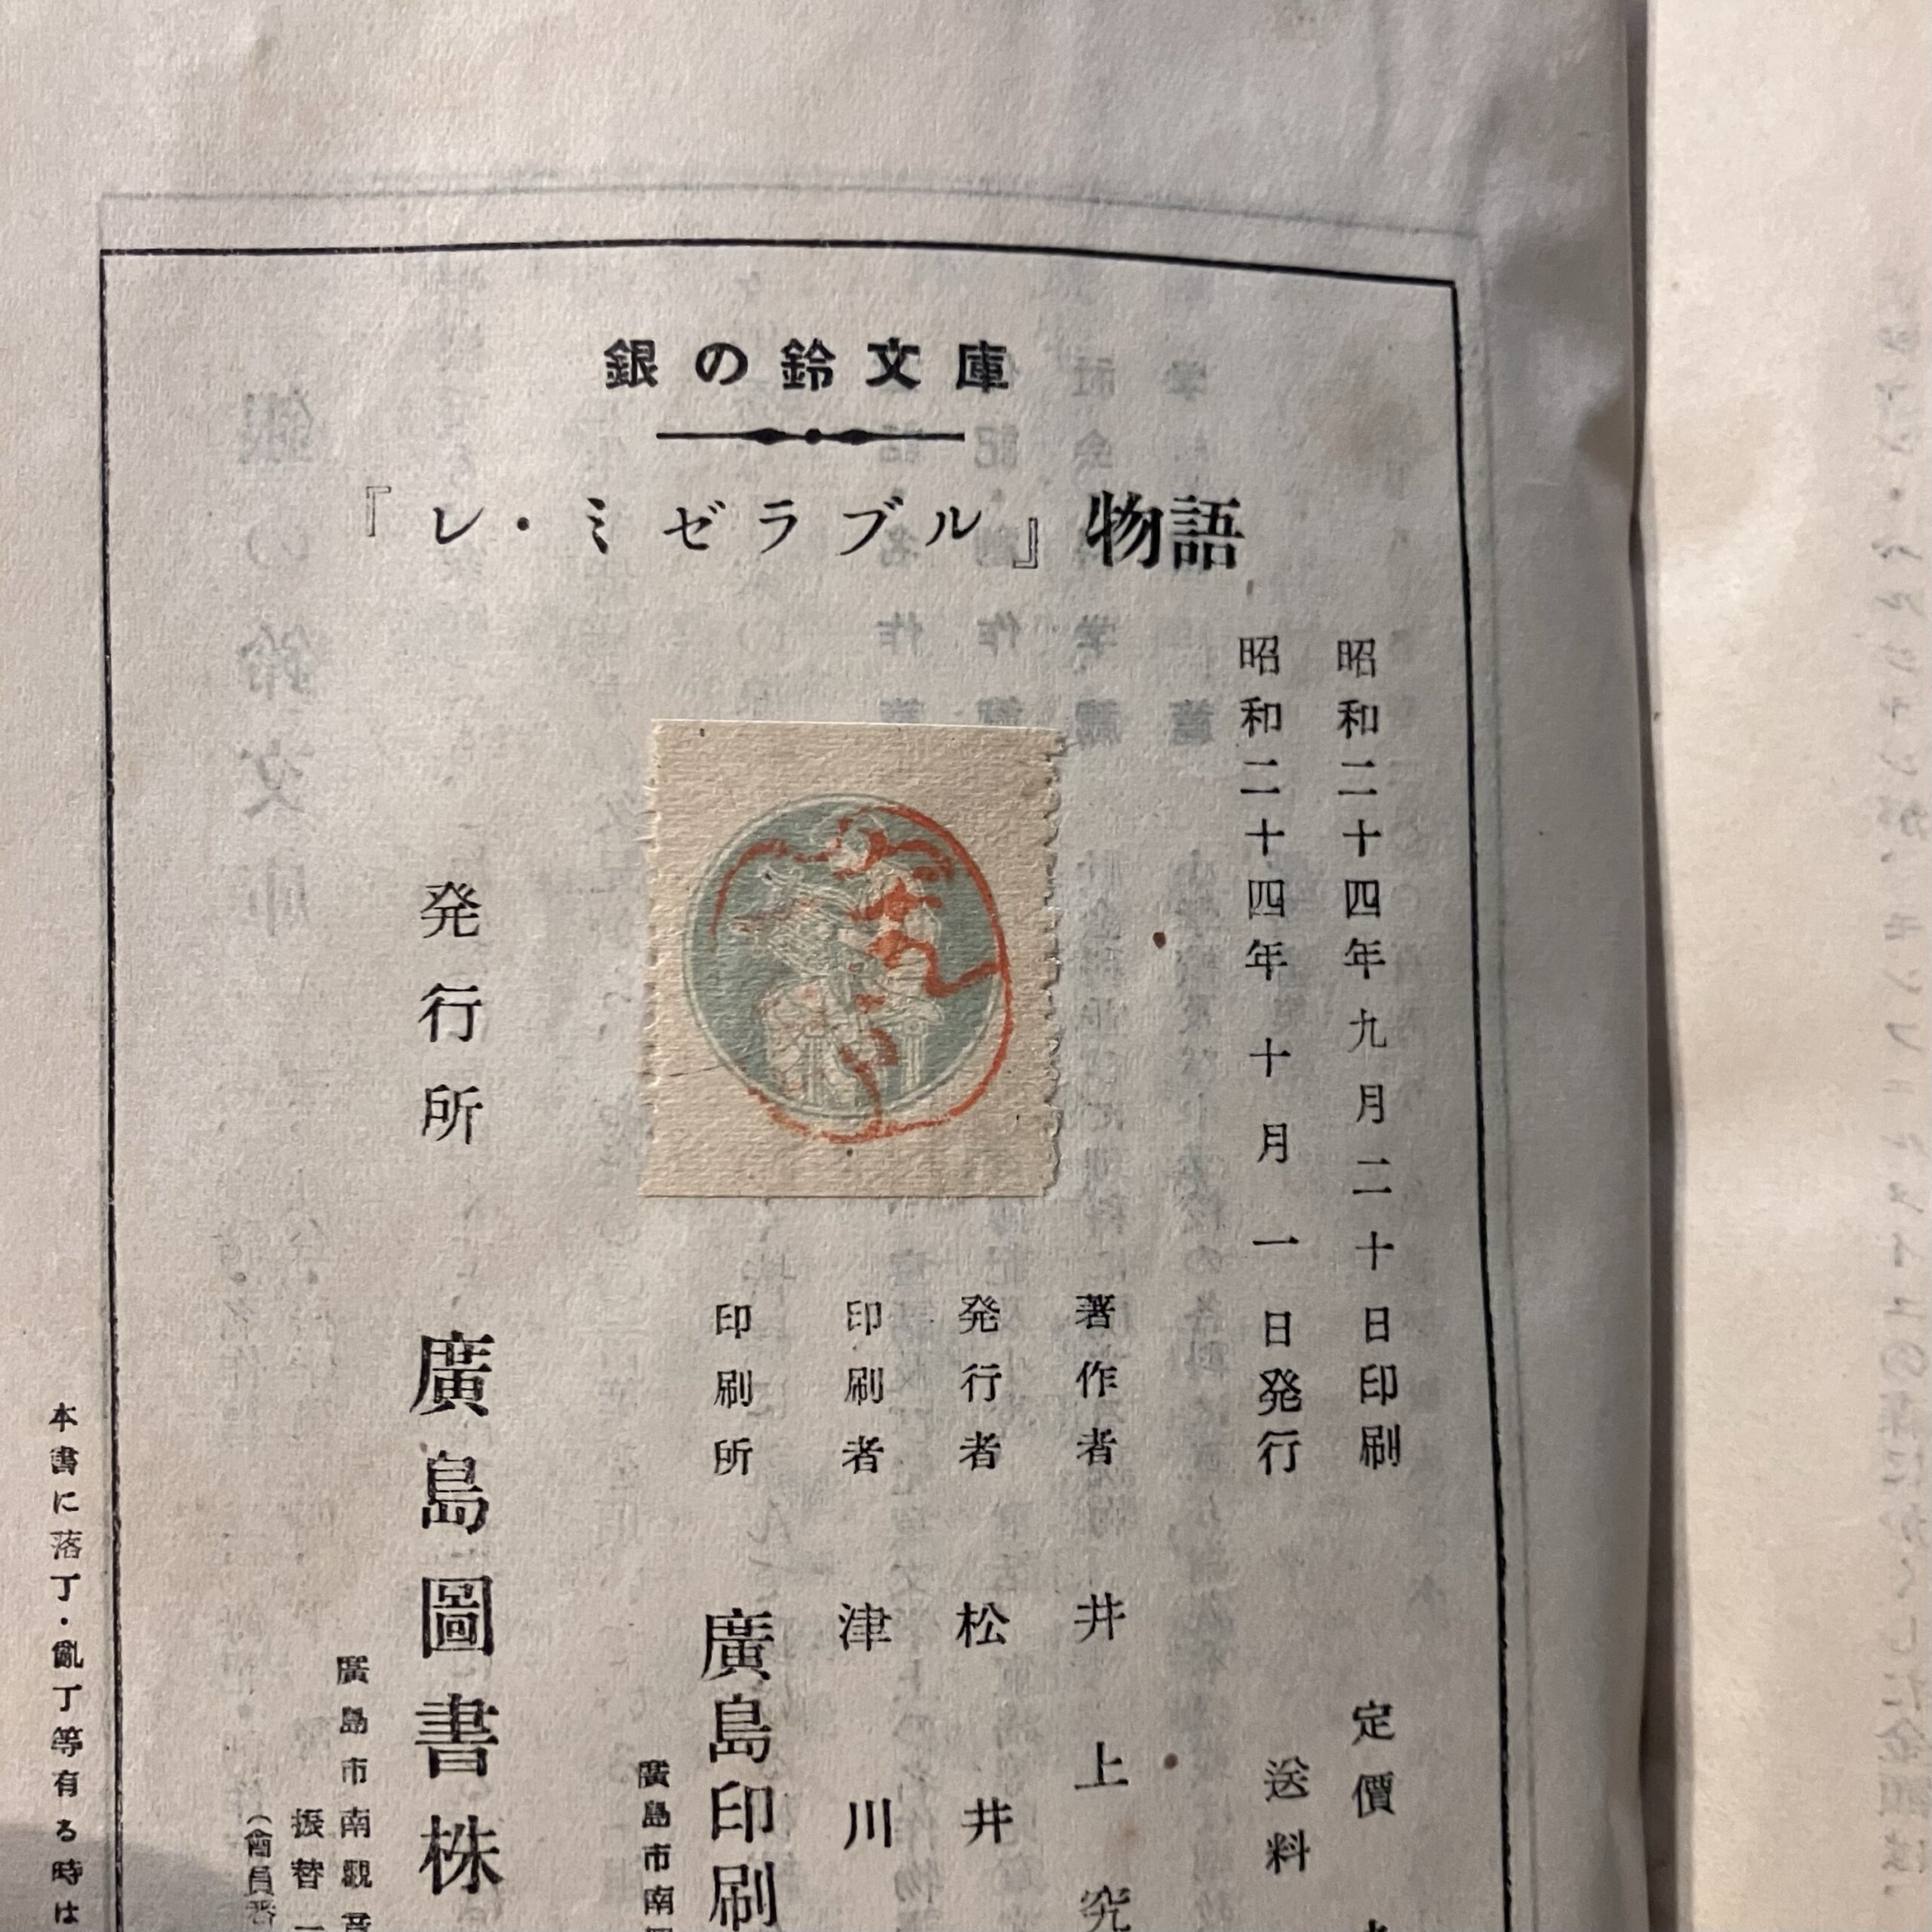 銀の鈴文庫
『レ・ミゼラブル』物語
昭和二十四年九月二十日印刷
昭和二十四年十月一日発行
定價
送料
著作者 井上究
発行者 松井
印刷者 津川
印刷所 廣島印刷
廣島市南
発行所 廣島圖書株
廣島市南觀音
振替
(會員番
本書に落丁・亂丁等有る時は